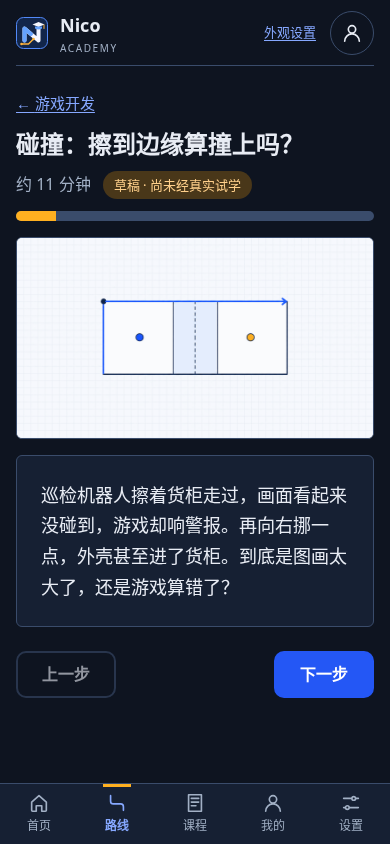 Nico
ACADEMY
外观设置
← 游戏开发
碰撞：擦到边缘算撞上吗？
约 11 分钟
草稿 · 尚未经真实试学
巡检机器人擦着货柜走过，画面看起来
没碰到，游戏却响警报。再向右挪一
点，外壳甚至进了货柜。到底是图画太
大了，还是游戏算错了？
上一步
下一步
首页
路线
课程
我的
设置